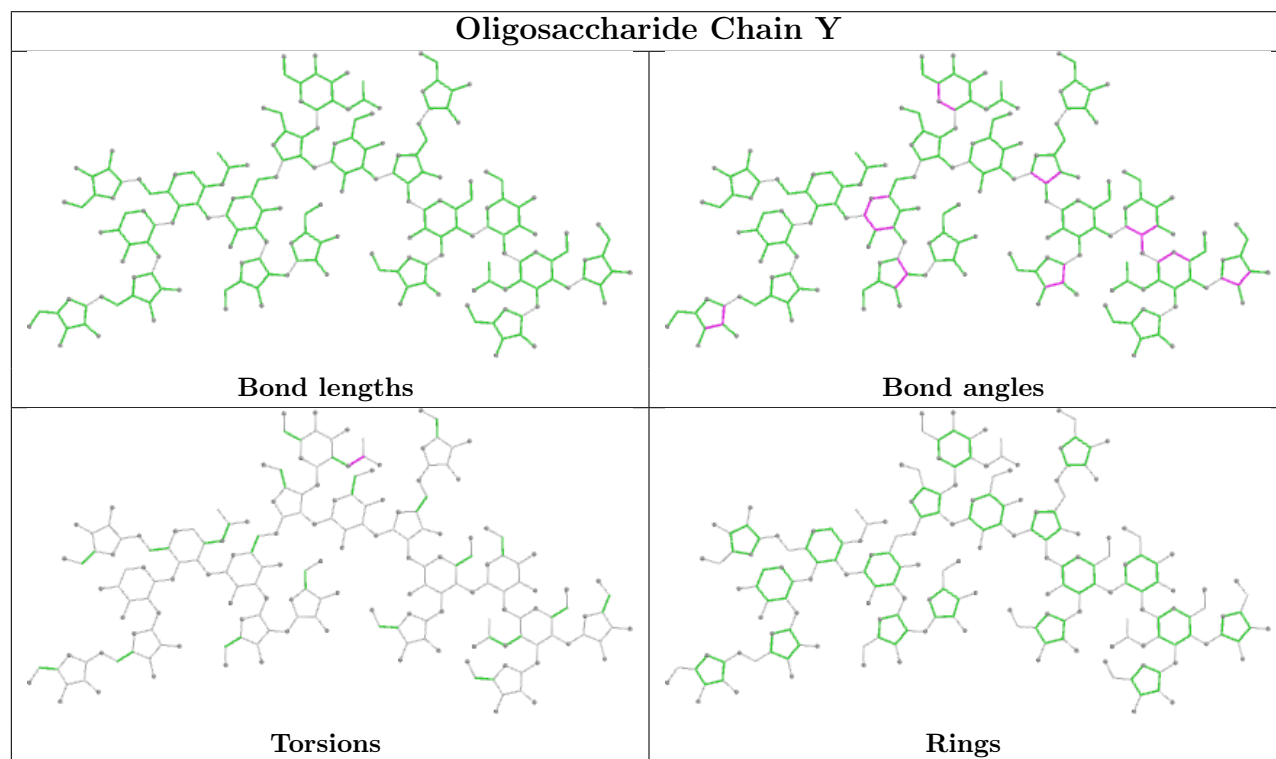 Oligosaccharide Chain Y
Bond lengths
Bond angles
Torsions
Rings